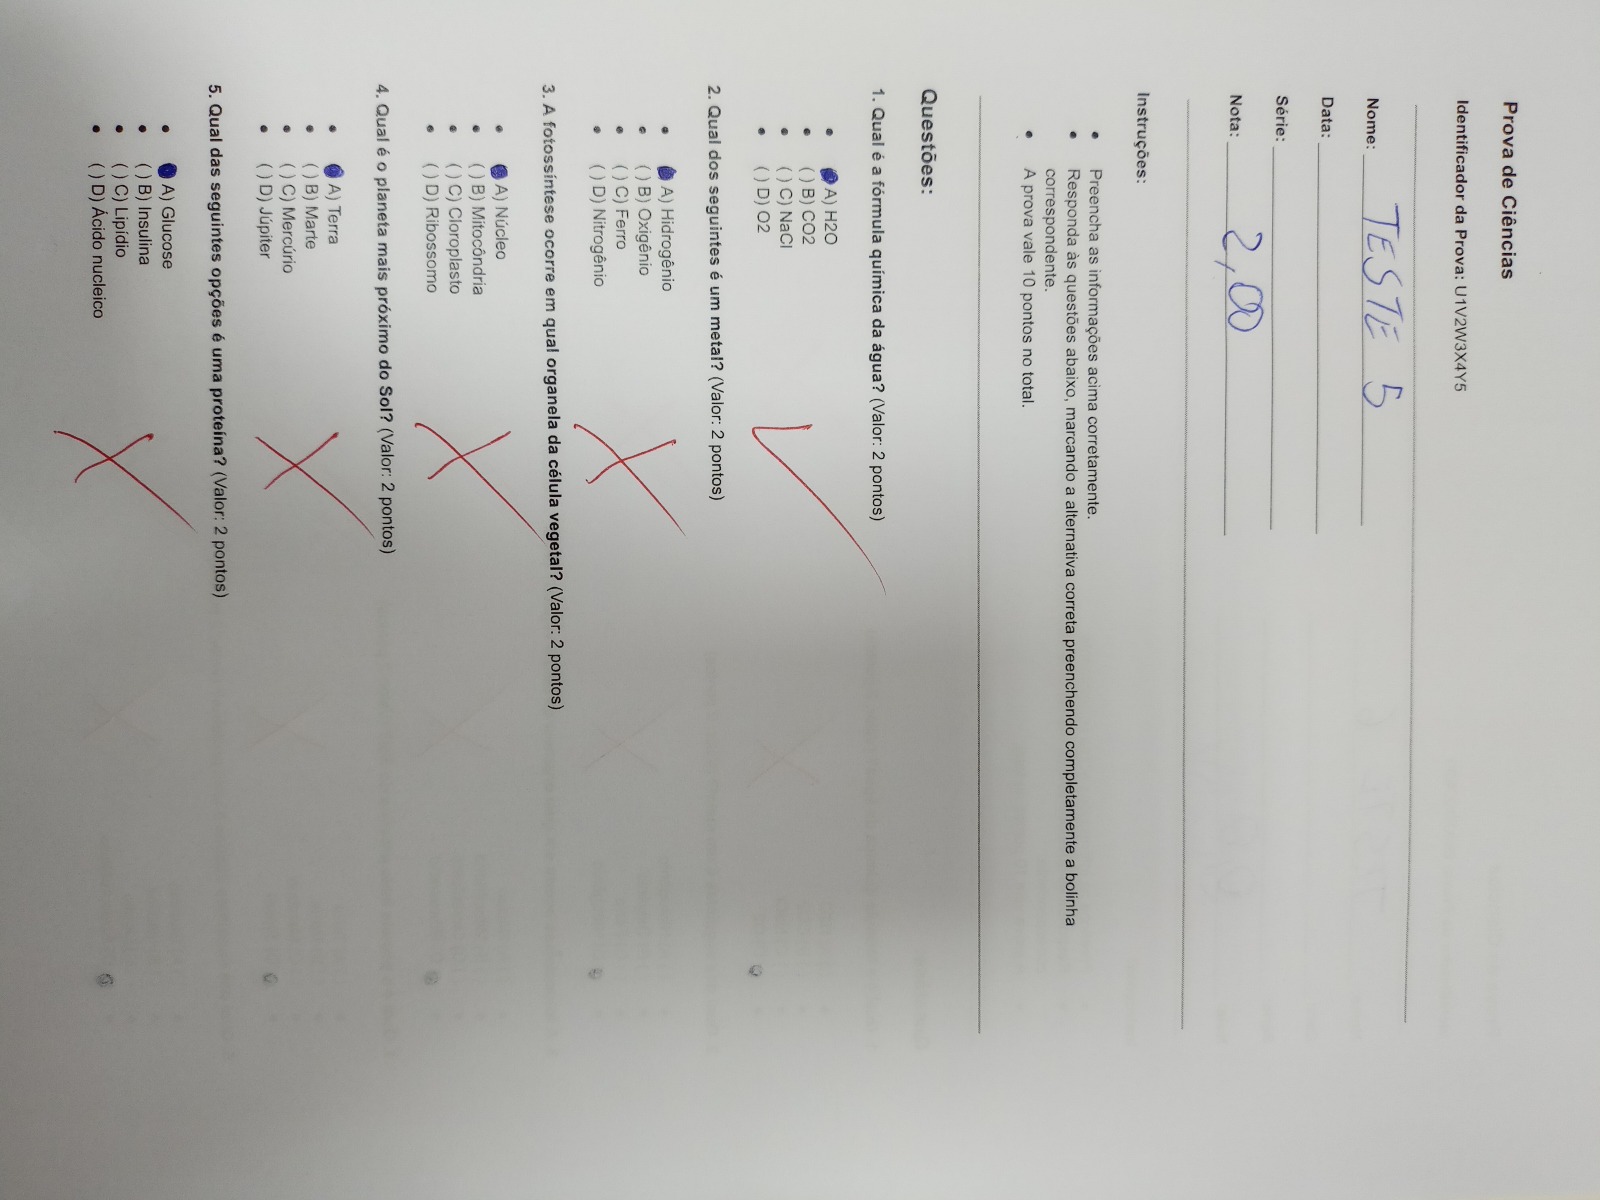 Prova de Ciências
Identificador da Prova: U1V2W3X4Y5
Nome: TESTE 5
Data:
Série:
Nota: 2,00
Instruções:
• Preencha as informações acima corretamente.
• Responda às questões abaixo, marcando a alternativa correta preenchendo completamente a bolinha
correspondente.
• A prova vale 10 pontos no total.
Questões:
1. Qual é a fórmula química da água? (Valor: 2 pontos)
• A) H2O
• ( ) B) CO2
• ( ) C) NaCl
• ( ) D) O2
2. Qual dos seguintes é um metal? (Valor: 2 pontos)
• A) Hidrogênio
• ( ) B) Oxigênio
• ( ) C) Ferro
• ( ) D) Nitrogênio
3. A fotossíntese ocorre em qual organela da célula vegetal? (Valor: 2 pontos)
• A) Núcleo
• ( ) B) Mitocôndria
• ( ) C) Cloroplasto
• ( ) D) Ribossomo
4. Qual é o planeta mais próximo do Sol? (Valor: 2 pontos)
• A) Terra
• ( ) B) Marte
• ( ) C) Mercúrio
• ( ) D) Júpiter
5. Qual das seguintes opções é uma proteína? (Valor: 2 pontos)
• A) Glucose
• ( ) B) Insulina
• ( ) C) Lipídio
• ( ) D) Ácido nucleico